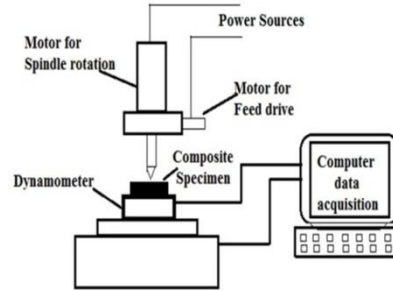 Power Sources
Motor for
Spindle rotation
Motor for
Feed drive
Composite
Specimen
Dynamometer
Computer
data
acquisition